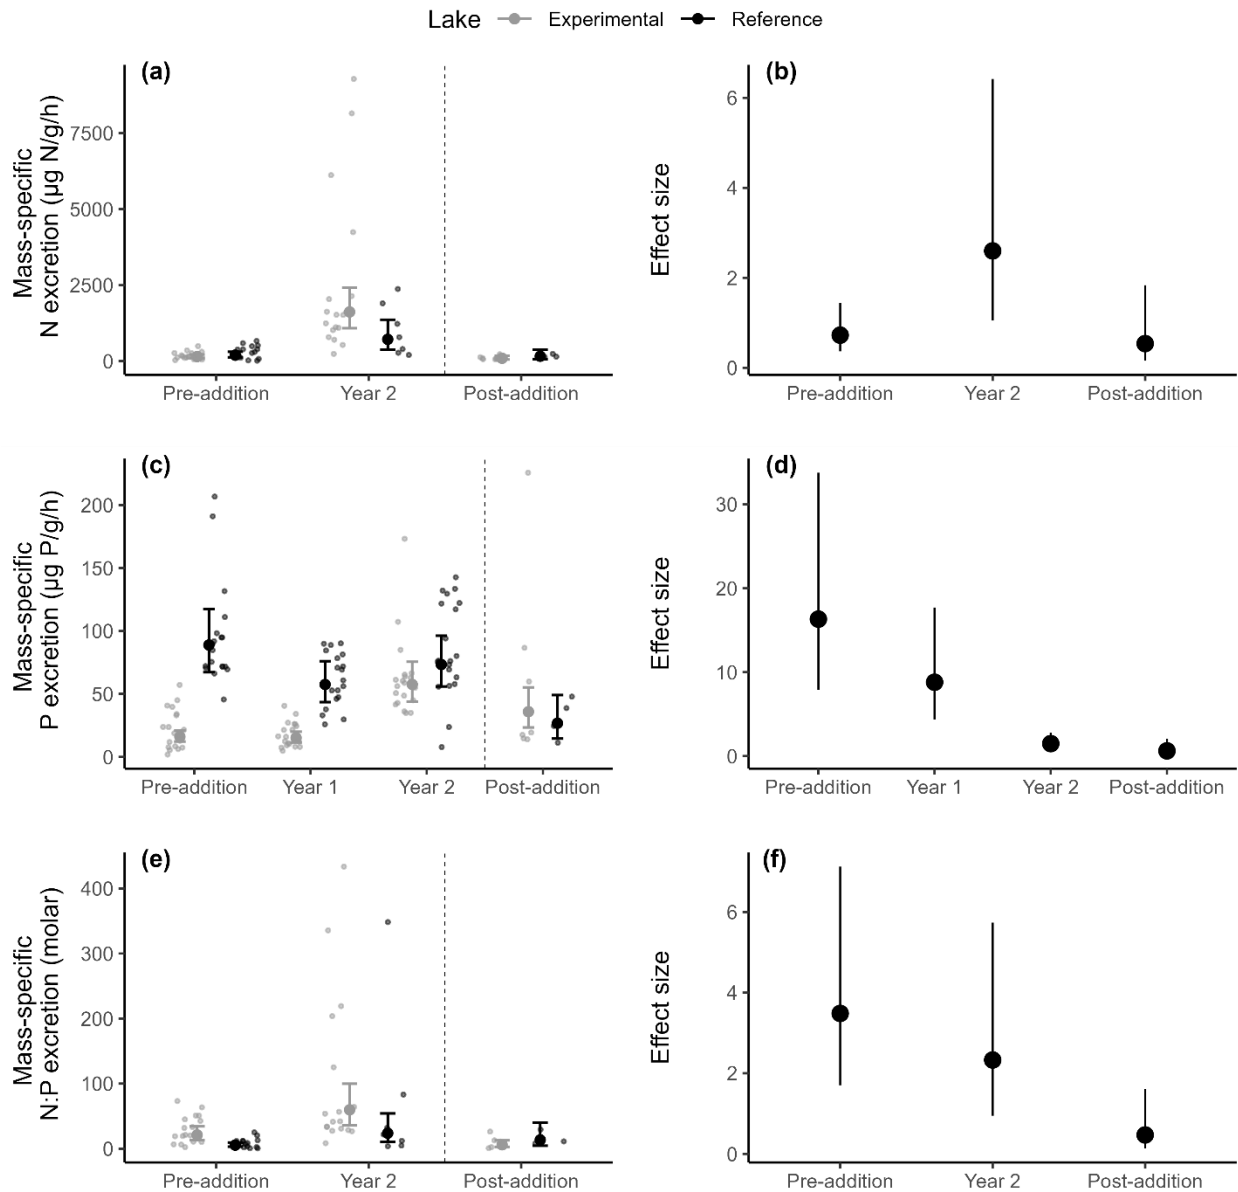 Lake Experimental Reference
(a)
Mass-specific
N excretion (µg N/g/h)
7500
5000
2500
0
Pre-addition Year 2 Post-addition
(b)
Effect size
6
4
2
0
Pre-addition Year 2 Post-addition
(c)
Mass-specific
P excretion (µg P/g/h)
200
150
100
50
0
Pre-addition Year 1 Year 2 Post-addition
(d)
Effect size
30
20
10
0
Pre-addition Year 1 Year 2 Post-addition
(e)
Mass-specific
N:P excretion (molar)
400
300
200
100
0
Pre-addition Year 2 Post-addition
(f)
Effect size
6
4
2
0
Pre-addition Year 2 Post-addition